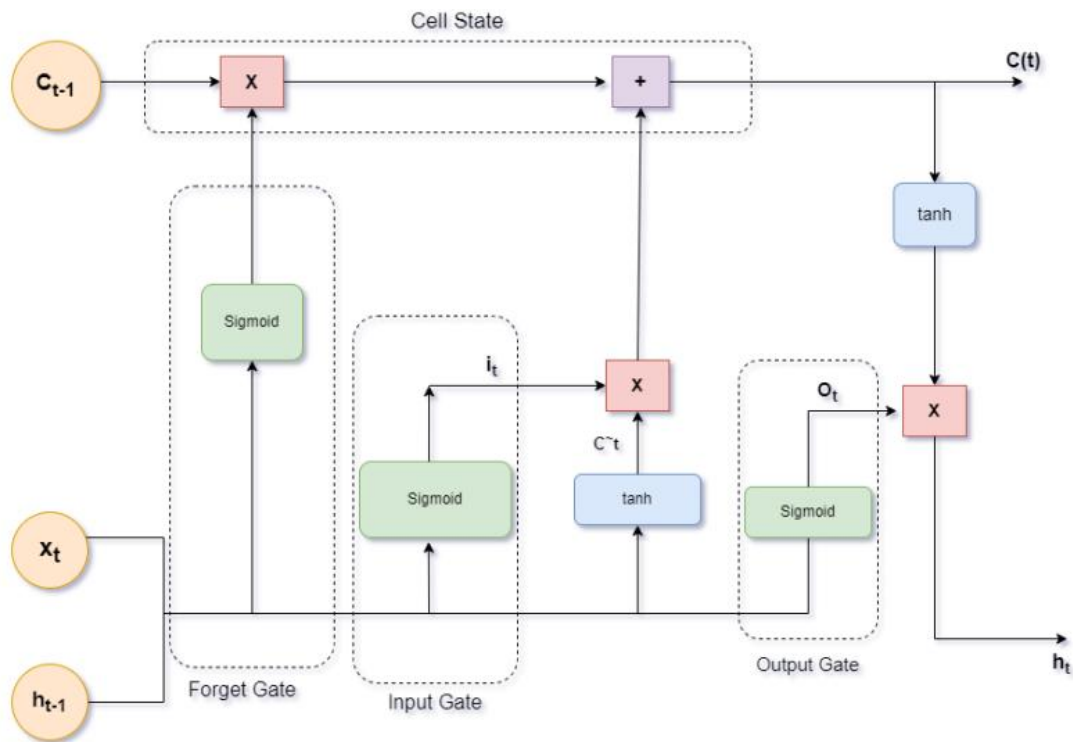 Cell State
Ct-1
X
+
C(t)
tanh
Sigmoid
it
X
Ot
X
C~t
Sigmoid
tanh
Sigmoid
xt
ht-1
Forget Gate
Input Gate
Output Gate
ht